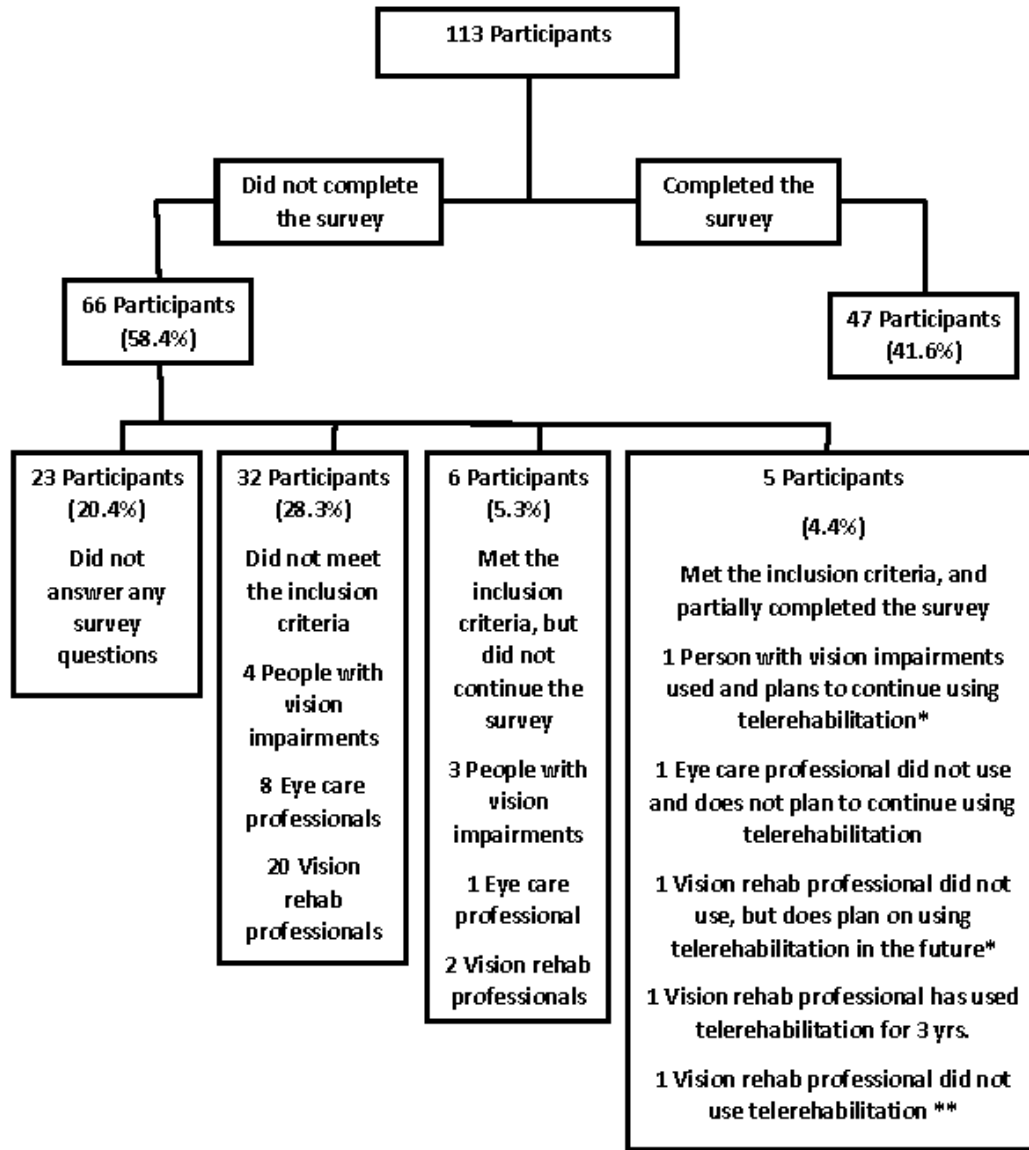 113 Participants
Did not complete
the survey
Completed the
survey
66 Participants
(58.4%)
47 Participants
(41.6%)
23 Participants
(20.4%)
Did not
answer any
survey
questions
32 Participants
(28.3%)
Did not meet
the inclusion
criteria
4 People with
vision
impairments
8 Eye care
professionals
20 Vision
rehab
professionals
6 Participants
(5.3%)
Met the
inclusion
criteria, but
did not
continue the
survey
3 People with
vision
impairments
1 Eye care
professional
2 Vision rehab
professionals
5 Participants
(4.4%)
Met the inclusion criteria, and
partially completed the survey
1 Person with vision impairments
used and plans to continue using
telerehabilitation*
1 Eye care professional did not use
and does not plan to continue using
telerehabilitation
1 Vision rehab professional did not
use, but does plan on using
telerehabilitation in the future*
1 Vision rehab professional has used
telerehabilitation for 3 yrs.
1 Vision rehab professional did not
use telerehabilitation **